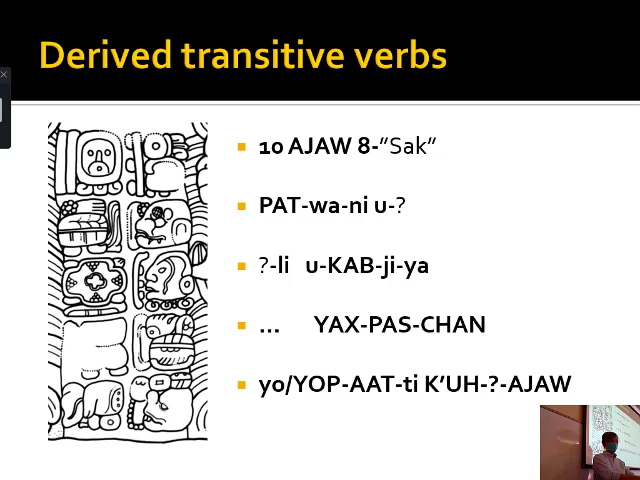 Derived transitive verbs
10 AJAW 8-”Sak”
PAT-wa-ni u-?
?-li u-KAB-ji-ya
... YAX-PAS-CHAN
yo/YOP-AAT-ti K’UH-?-AJAW